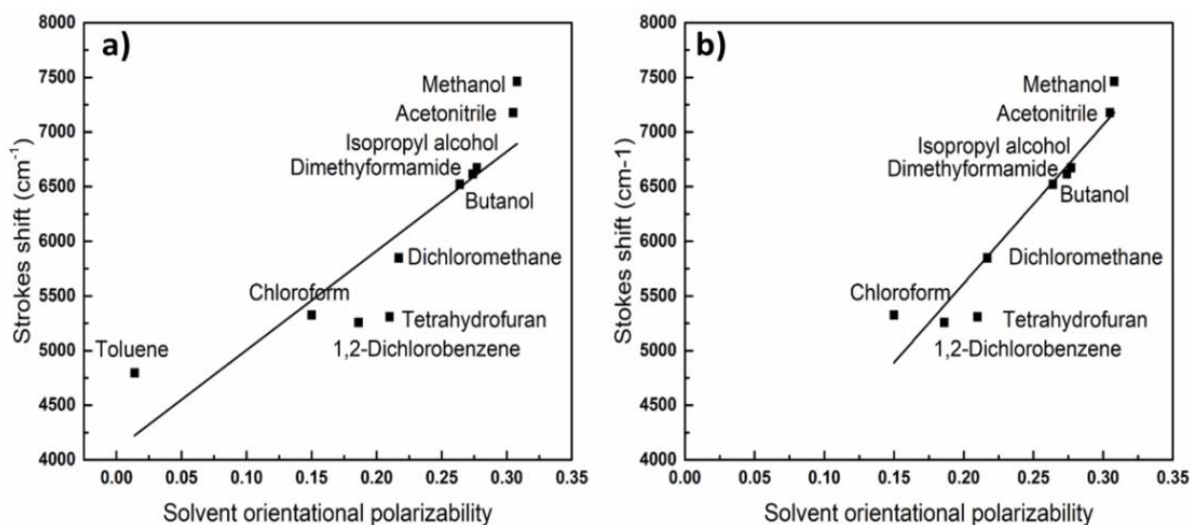 a)
Strokes shift (cm-1)
8000
7500
7000
6500
6000
5500
5000
4500
4000
Methanol
Acetonitrile
Isopropyl alcohol
Dimethyformamide
Butanol
Dichloromethane
Chloroform
Tetrahydrofuran
Toluene
1,2-Dichlorobenzene
0.00 0.05 0.10 0.15 0.20 0.25 0.30 0.35
Solvent orientational polarizability
b)
Stokes shift (cm-1)
8000
7500
7000
6500
6000
5500
5000
4500
4000
Methanol
Acetonitrile
Isopropyl alcohol
Dimethyformamide
Butanol
Dichloromethane
Chloroform
Tetrahydrofuran
1,2-Dichlorobenzene
0.00 0.05 0.10 0.15 0.20 0.25 0.30 0.35
Solvent orientational polarizability